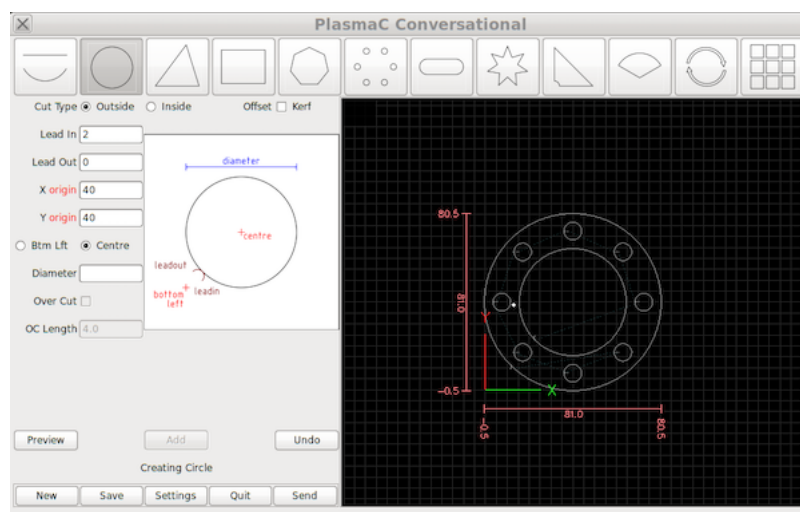 PlasmaC Conversational
Cut Type Outside Inside Offset Kerf
Lead In 2
Lead Out 0
X origin 40
Y origin 40
Btm Lft Centre
Diameter
Over Cut
OC Length 4.0
diameter
centre
leadout
leadin
bottom
left
Preview Add Undo
Creating Circle
New Save Settings Quit Send
80.5
81.0
Y
-0.5
X
81.0
-0.5
80.5